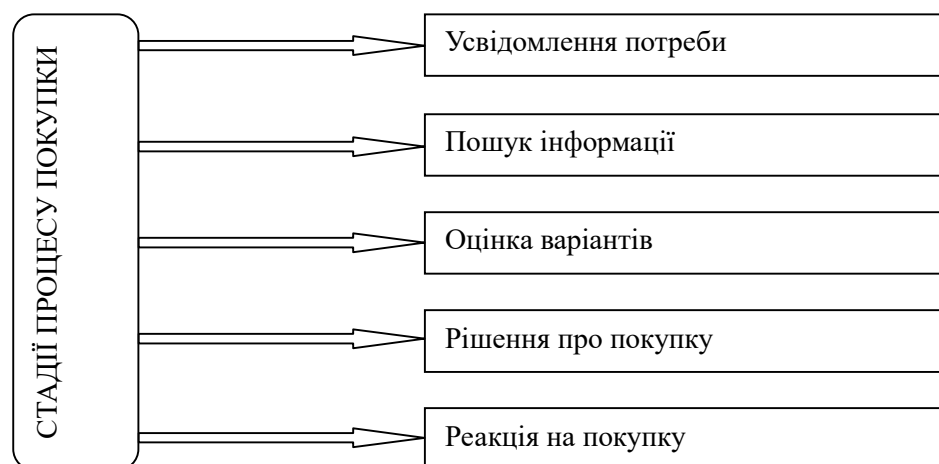 СТАДІЇ ПРОЦЕСУ ПОКУПКИ
Усвідомлення потреби
Пошук інформації
Оцінка варіантів
Рішення про покупку
Реакція на покупку